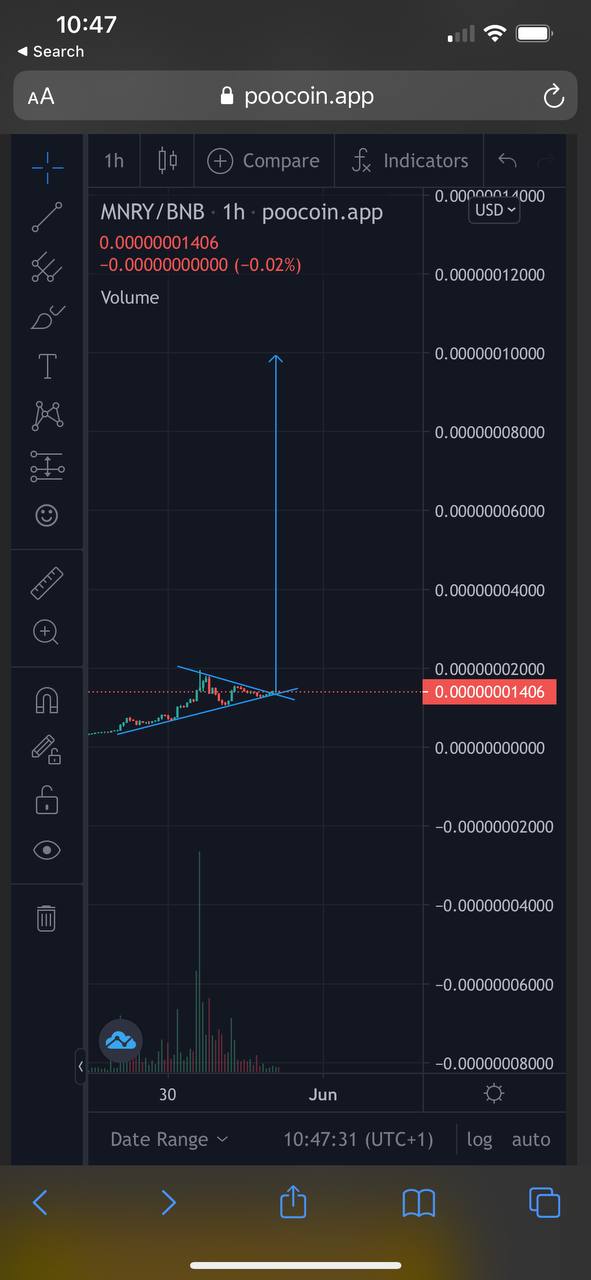 10:47
Search
AA
poocoin.app
1h
Compare
fx Indicators
MNRY/BNB · 1h · poocoin.app
USD
0.00000001406
−0.00000000000 (−0.02%)
Volume
0.00000014000
0.00000012000
0.00000010000
0.00000008000
0.00000006000
0.00000004000
0.00000002000
0.00000001406
0.00000000000
−0.00000002000
−0.00000004000
−0.00000006000
−0.00000008000
T
30
Jun
Date Range
10:47:31 (UTC+1)
log
auto